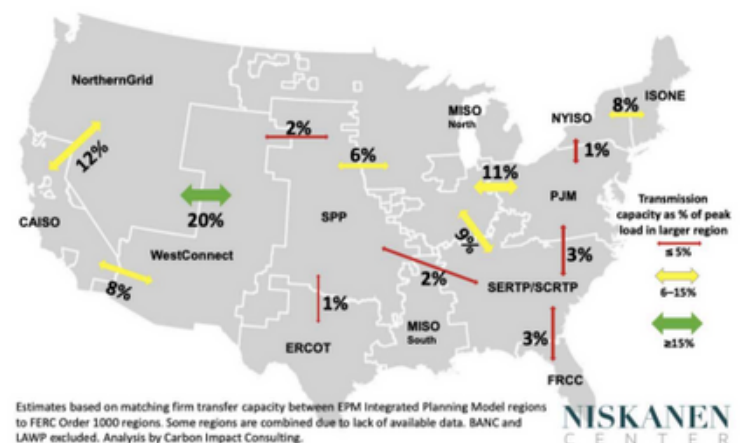 NorthernGrid
12%
CAISO
8%
20%
WestConnect
2%
6%
SPP
1%
ERCOT
MISO
North
11%
9%
2%
MISO
South
SERTP/SCRTP
3%
FRCC
3%
PJM
1%
NYISO
8%
ISONE
Transmission
capacity as % of peak
load in larger region
≤ 5%
6–15%
≥15%
Estimates based on matching firm transfer capacity between EPM Integrated Planning Model regions
to FERC Order 1000 regions. Some regions are combined due to lack of available data. BANC and
LAWP excluded. Analysis by Carbon Impact Consulting.
NISKANEN
CENTER